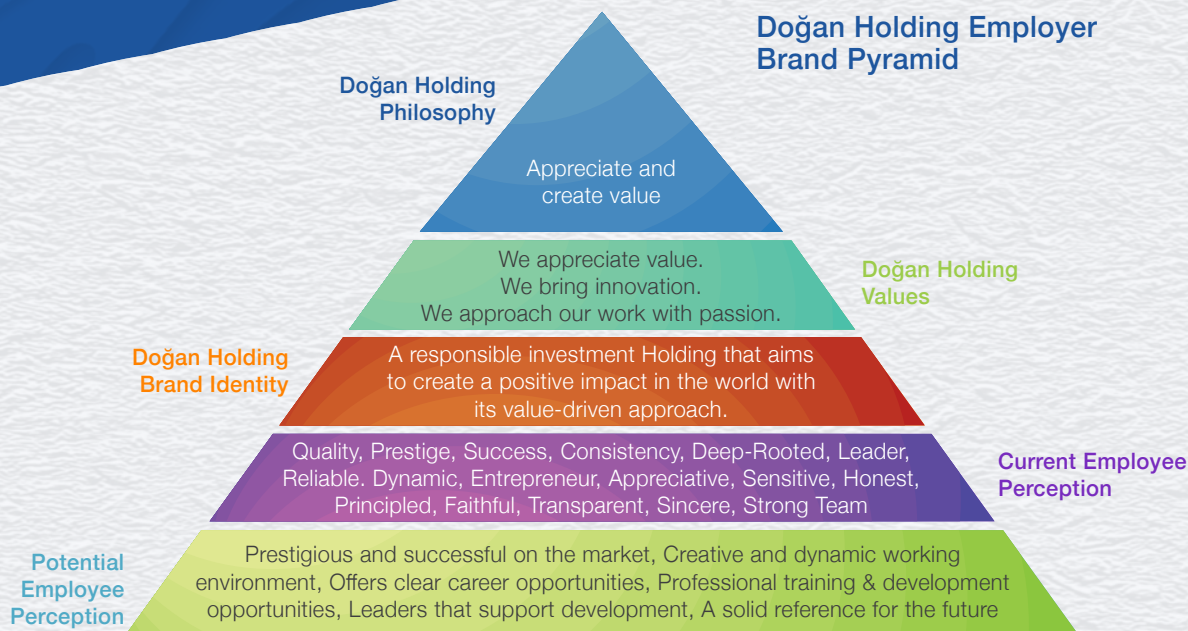 Doğan Holding Employer
Brand Pyramid
Doğan Holding
Philosophy
Appreciate and
create value
We appreciate value.
We bring innovation.
We approach our work with passion.
Doğan Holding
Values
Doğan Holding
Brand Identity
A responsible investment Holding that aims
to create a positive impact in the world with
its value-driven approach.
Quality, Prestige, Success, Consistency, Deep-Rooted, Leader,
Reliable. Dynamic, Entrepreneur, Appreciative, Sensitive, Honest,
Principled, Faithful, Transparent, Sincere, Strong Team
Current Employee
Perception
Potential
Employee
Perception
Prestigious and successful on the market, Creative and dynamic working
environment, Offers clear career opportunities, Professional training & development
opportunities, Leaders that support development, A solid reference for the future